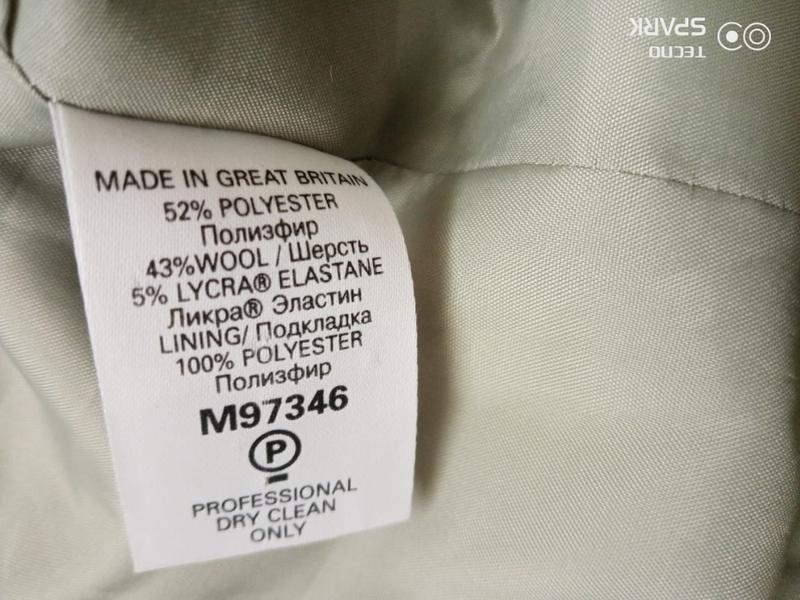 MADE IN GREAT BRITAIN
52% POLYESTER
Полизфир
43%WOOL / Шерсть
5% LYCRA® ELASTANE
Ликра® Эластин
LINING/ Подкладка
100% POLYESTER
Полизфир
M97346
P
PROFESSIONAL
DRY CLEAN
ONLY
TECNO
SPARK